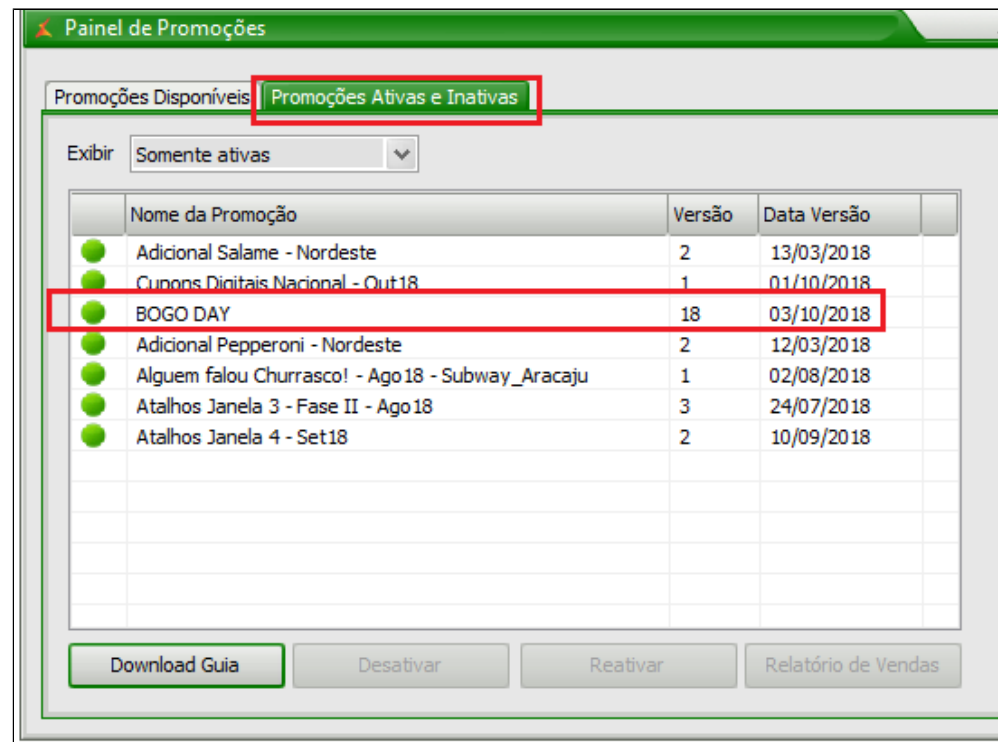 Painel de Promoções
Promoções Disponíveis Promoções Ativas e Inativas
Exibir Somente ativas
Nome da Promoção Versão Data Versão
Adicional Salame - Nordeste 2 13/03/2018
Cupons Digitais Nacional - Out18 1 01/10/2018
BOGO DAY 18 03/10/2018
Adicional Pepperoni - Nordeste 2 12/03/2018
Alguem falou Churrasco! - Ago18 - Subway_Aracaju 1 02/08/2018
Atalhos Janela 3 - Fase II - Ago18 3 24/07/2018
Atalhos Janela 4 - Set18 2 10/09/2018
Download Guia Desativar Reativar Relatório de Vendas